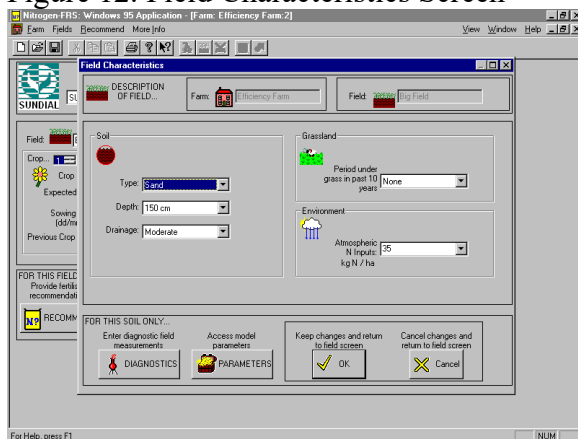 Figure 12: Field Characteristics Screen
Nitrogen-FRS: Windows 95 Application - [Farm: Efficiency Farm:2]
Farm Fields Recommend More Info View Window Help
SUNDIAL
Field Characteristics
DESCRIPTION
OF FIELD...
Farm: Efficiency Farm
Field: Big Field
Field:
Crop... 1
Crop
Expected
Sowing
Previous Crop
Soil
Type: Sand
Depth: 150 cm
Drainage: Moderate
Grassland
Period under
grass in past 10
years
None
Environment
Atmospheric
N Inputs:
kg N / ha
35
FOR THIS FIELD
Provide fertilis
recommendati
N? RECOMM
FOR THIS SOIL ONLY...
Enter diagnostic field
measurements
DIAGNOSTICS
Access model
parameters
PARAMETERS
Keep changes and return
to field screen
OK
Cancel changes and
return to field screen
Cancel
For Help, press F1
NUM